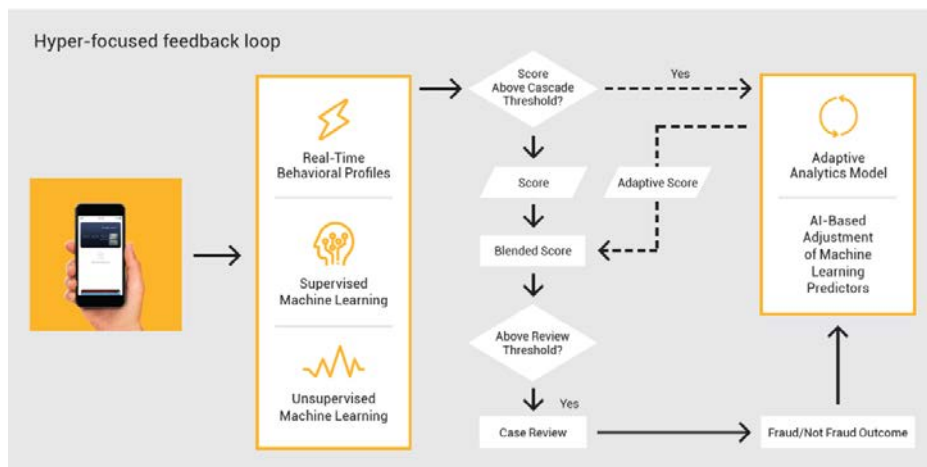 Hyper-focused feedback loop
Real-Time
Behavioral Profiles
Supervised
Machine Learning
Unsupervised
Machine Learning
Score
Above Cascade
Threshold?
Yes
Score
Adaptive Score
Blended Score
Above Review
Threshold?
Yes
Case Review
Fraud/Not Fraud Outcome
Adaptive
Analytics Model
AI-Based
Adjustment
of Machine
Learning
Predictors